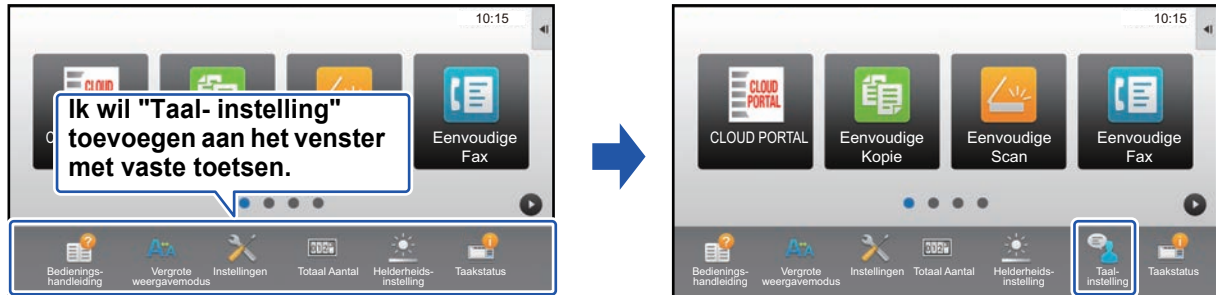 10:15
CLOUD
Ik wil "Taal- instelling"
toevoegen aan het venster
met vaste toetsen.
C
Eenvoudige
Fax
Bedienings-
handleiding
Vergrote
weergavemodus
Instellingen
Totaal Aantal
Helderheids-
instelling
Taakstatus
10:15
CLOUD
PORTAL
CLOUD PORTAL
Eenvoudige
Kopie
Eenvoudige
Scan
Eenvoudige
Fax
Bedienings-
handleiding
Vergrote
weergavemodus
Instellingen
Totaal Aantal
Helderheids-
instelling
Taal-
instelling
Taakstatus